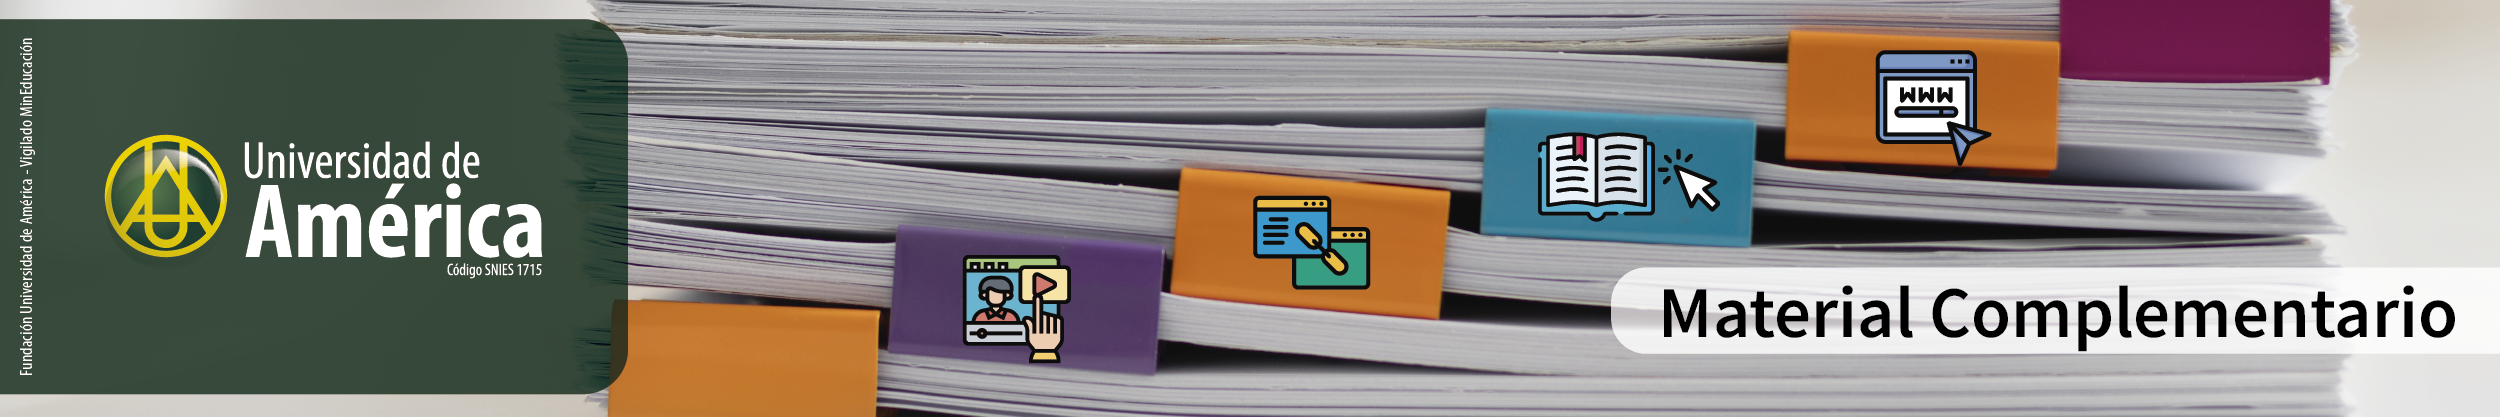 Fundación Universidad de América - Vigilado MinEducación
Universidad de
América
Código SNIES 1715
WWW
Material Complementario